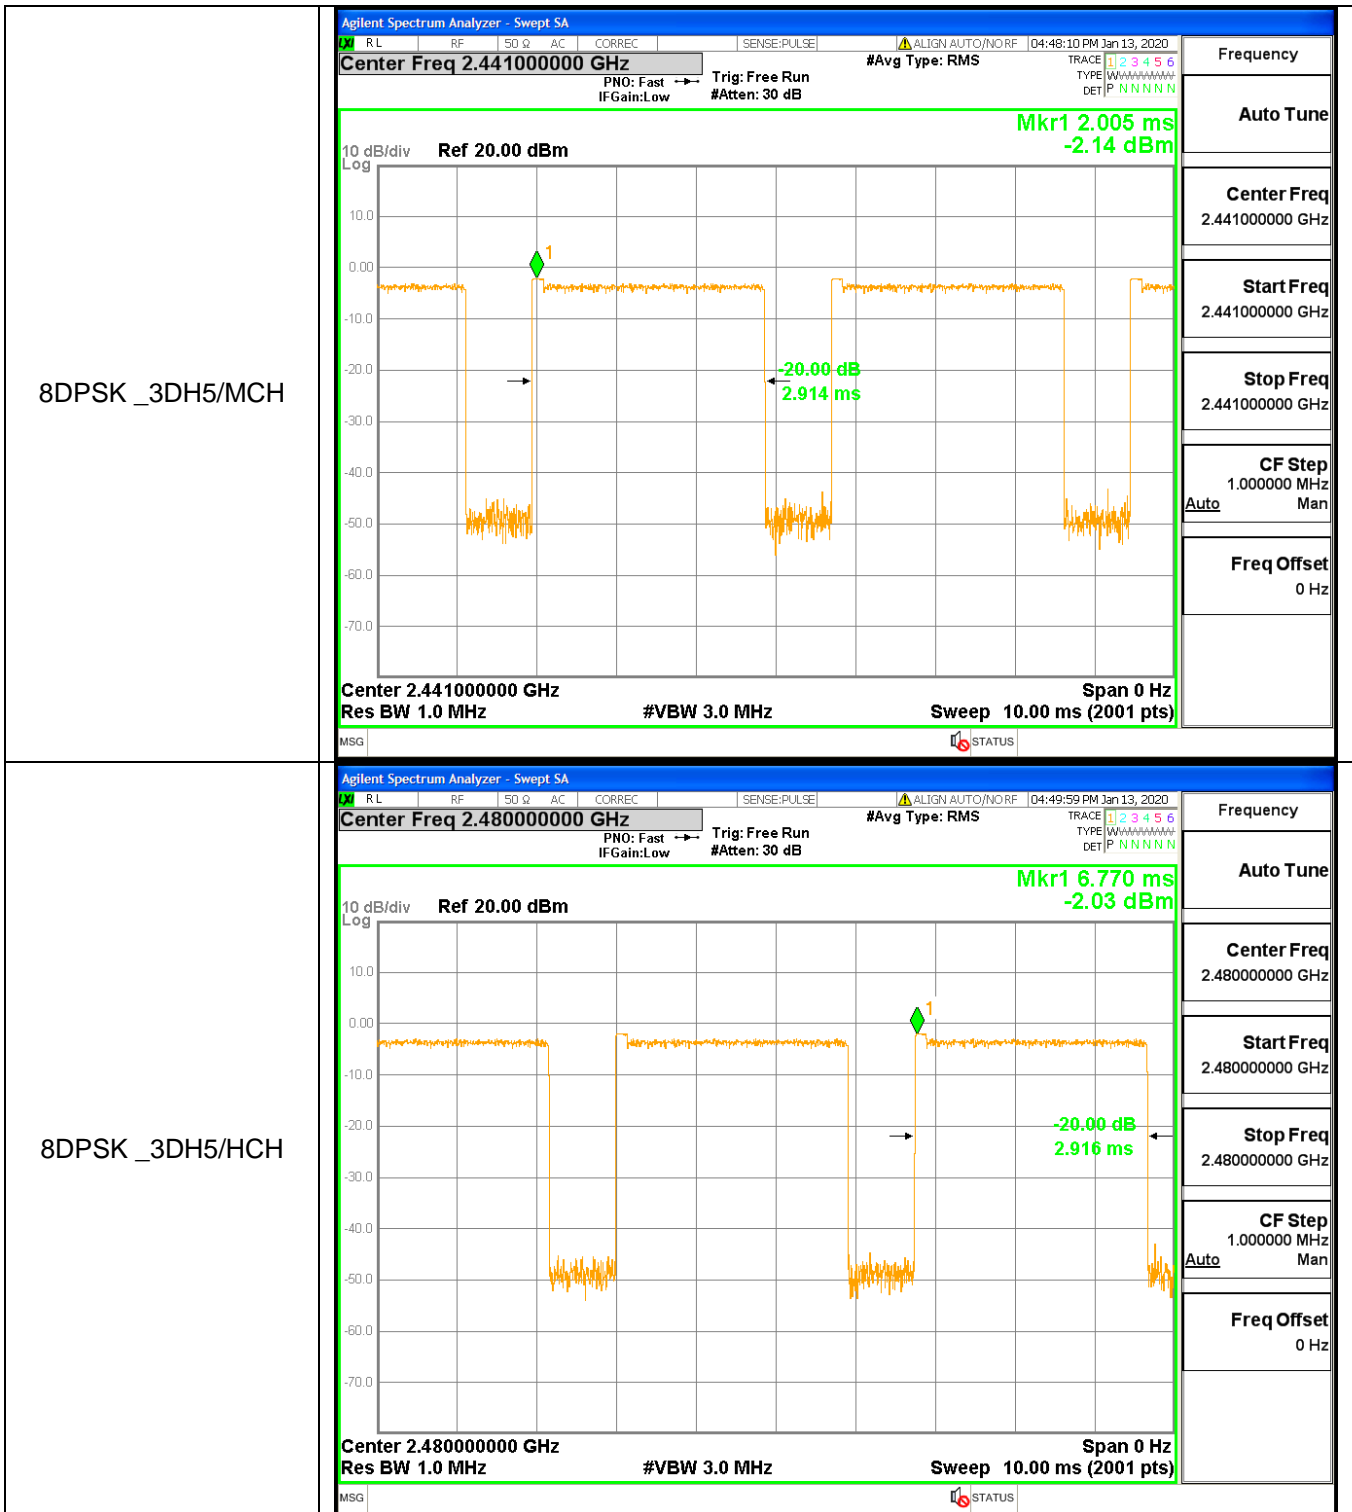 8DPSK _3DH5/MCH
Agilent Spectrum Analyzer - Swept SA
LXI RL RF 50 Ω AC CORREC SENSE:PULSE ALIGN AUTO/NO RF 04:48:10 PM Jan 13, 2020
Center Freq 2.441000000 GHz
#Avg Type: RMS
TRACE 1 2 3 4 5 6
PNO: Fast Trig: Free Run
TYPE
IFGain:Low #Atten: 30 dB
DET P N N N N N
Mkr1 2.005 ms
-2.14 dBm
10 dB/div Ref 20.00 dBm
Log
10.0
1
0.00
-10.0
-20.0
-20.00 dB
2.914 ms
-30.0
-40.0
-50.0
-60.0
-70.0
Center 2.441000000 GHz Span 0 Hz
Res BW 1.0 MHz #VBW 3.0 MHz Sweep 10.00 ms (2001 pts)
MSG STATUS
Frequency
Auto Tune
Center Freq
2.441000000 GHz
Start Freq
2.441000000 GHz
Stop Freq
2.441000000 GHz
CF Step
1.000000 MHz
Auto Man
Freq Offset
0 Hz
8DPSK _3DH5/HCH
Agilent Spectrum Analyzer - Swept SA
LXI RL RF 50 Ω AC CORREC SENSE:PULSE ALIGN AUTO/NO RF 04:49:59 PM Jan 13, 2020
Center Freq 2.480000000 GHz
#Avg Type: RMS
TRACE 1 2 3 4 5 6
PNO: Fast Trig: Free Run
TYPE
IFGain:Low #Atten: 30 dB
DET P N N N N N
Mkr1 6.770 ms
-2.03 dBm
10 dB/div Ref 20.00 dBm
Log
10.0
1
0.00
-10.0
-20.0
-20.00 dB
2.916 ms
-30.0
-40.0
-50.0
-60.0
-70.0
Center 2.480000000 GHz Span 0 Hz
Res BW 1.0 MHz #VBW 3.0 MHz Sweep 10.00 ms (2001 pts)
MSG STATUS
Frequency
Auto Tune
Center Freq
2.480000000 GHz
Start Freq
2.480000000 GHz
Stop Freq
2.480000000 GHz
CF Step
1.000000 MHz
Auto Man
Freq Offset
0 Hz